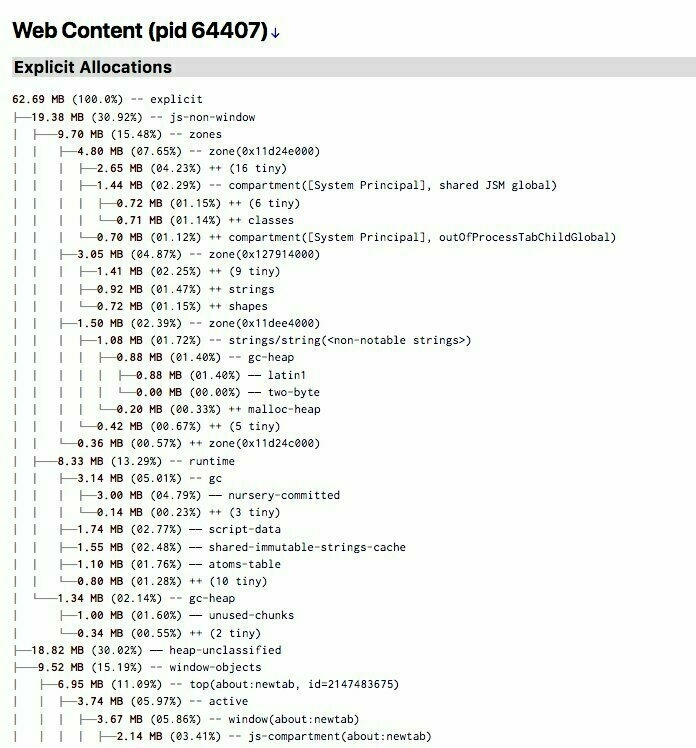 Web Content (pid 64407)↓
Explicit Allocations
62.69 MB (100.0%) -- explicit
├──19.38 MB (30.92%) -- js-non-window
│  ├───9.70 MB (15.48%) -- zones
│  │   ├──4.80 MB (07.65%) -- zone(0x11d24e000)
│  │   │  ├──2.65 MB (04.23%) ++ (16 tiny)
│  │   │  ├──1.44 MB (02.29%) -- compartment([System Principal], shared JSM global)
│  │   │  │  ├──0.72 MB (01.15%) ++ (6 tiny)
│  │   │  │  └──0.71 MB (01.14%) ++ classes
│  │   │  └──0.70 MB (01.12%) ++ compartment([System Principal], outOfProcessTabChildGlobal)
│  │   ├──3.05 MB (04.87%) -- zone(0x127914000)
│  │   │  ├──1.41 MB (02.25%) ++ (9 tiny)
│  │   │  ├──0.92 MB (01.47%) ++ strings
│  │   │  └──0.72 MB (01.15%) ++ shapes
│  │   ├──1.50 MB (02.39%) -- zone(0x11dee4000)
│  │   │  ├──1.08 MB (01.72%) -- strings/string(<non-notable strings>)
│  │   │  │  ├──0.88 MB (01.40%) -- gc-heap
│  │   │  │  │  ├──0.88 MB (01.40%) ── latin1
│  │   │  │  │  └──0.00 MB (00.00%) ── two-byte
│  │   │  │  └──0.20 MB (00.33%) ++ malloc-heap
│  │   │  └──0.42 MB (00.67%) ++ (5 tiny)
│  │   └──0.36 MB (00.57%) ++ zone(0x11d24c000)
│  ├───8.33 MB (13.29%) -- runtime
│  │   ├──3.14 MB (05.01%) -- gc
│  │   │  ├──3.00 MB (04.79%) ── nursery-committed
│  │   │  └──0.14 MB (00.23%) ++ (3 tiny)
│  │   ├──1.74 MB (02.77%) ── script-data
│  │   ├──1.55 MB (02.48%) ── shared-immutable-strings-cache
│  │   ├──1.10 MB (01.76%) ── atoms-table
│  │   └──0.80 MB (01.28%) ++ (10 tiny)
│  └───1.34 MB (02.14%) -- gc-heap
│      ├──1.00 MB (01.60%) ── unused-chunks
│      └──0.34 MB (00.55%) ++ (2 tiny)
├──18.82 MB (30.02%) ── heap-unclassified
├───9.52 MB (15.19%) -- window-objects
│   ├──6.95 MB (11.09%) -- top(about:newtab, id=2147483675)
│   │  ├──3.74 MB (05.97%) -- active
│   │  │  ├──3.67 MB (05.86%) -- window(about:newtab)
│   │  │  │  ├──2.14 MB (03.41%) -- js-compartment(about:newtab)